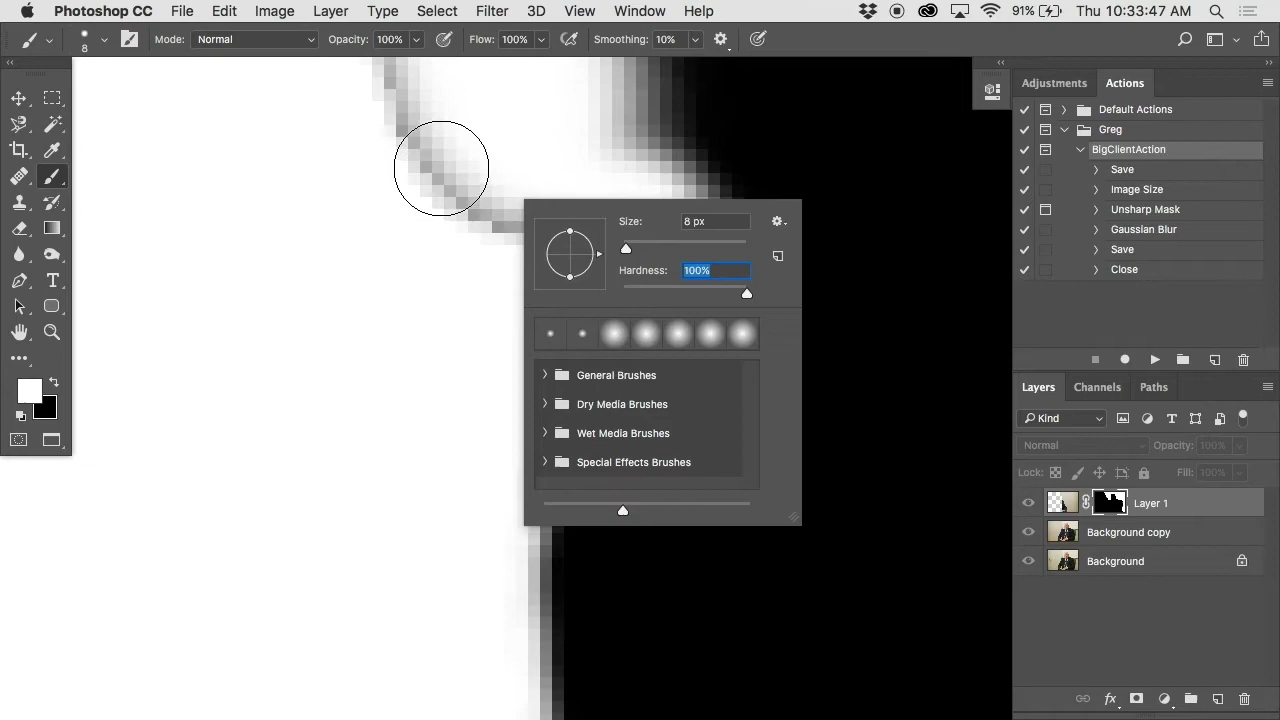 Photoshop CC File Edit Image Layer Type Select Filter 3D View Window Help 91% Thu 10:33:47 AM
8 Mode: Normal Opacity: 100% Flow: 100% Smoothing: 10%
Adjustments Actions
Default Actions
Greg
BigClientAction
Save
Image Size
Unsharp Mask
Gaussian Blur
Save
Close
Size: 8 px
Hardness: 100%
General Brushes
Dry Media Brushes
Wet Media Brushes
Special Effects Brushes
Layers Channels Paths
Kind
Normal Opacity: 100%
Lock: Fill: 100%
Layer 1
Background copy
Background